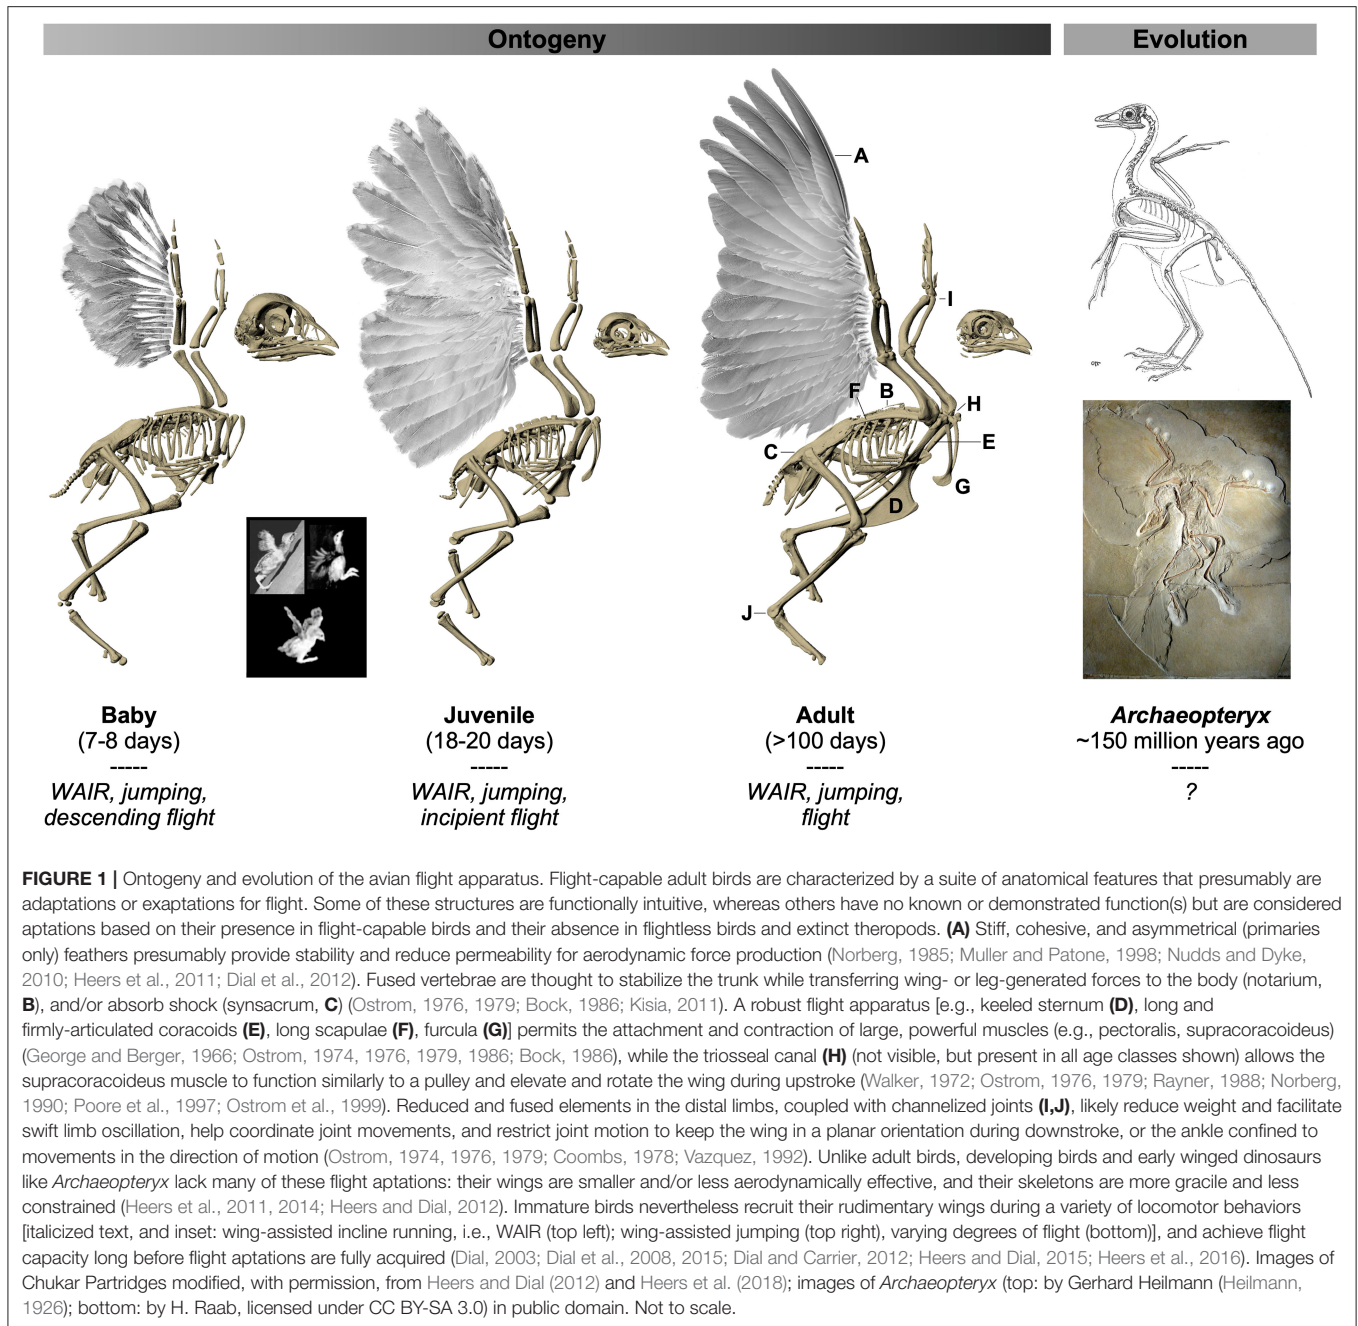 Ontogeny
Evolution
A
I
B
F
H
E
C
G
D
J
Baby
(7-8 days)
-----
WAIR, jumping,
descending flight
Juvenile
(18-20 days)
-----
WAIR, jumping,
incipient flight
Adult
(>100 days)
-----
WAIR, jumping,
flight
Archaeopteryx
~150 million years ago
-----
?
FIGURE 1 | Ontogeny and evolution of the avian flight apparatus. Flight-capable adult birds are characterized by a suite of anatomical features that presumably are
adaptations or exaptations for flight. Some of these structures are functionally intuitive, whereas others have no known or demonstrated function(s) but are considered
aptations based on their presence in flight-capable birds and their absence in flightless birds and extinct theropods. (A) Stiff, cohesive, and asymmetrical (primaries
only) feathers presumably provide stability and reduce permeability for aerodynamic force production (Norberg, 1985; Muller and Patone, 1998; Nudds and Dyke,
2010; Heers et al., 2011; Dial et al., 2012). Fused vertebrae are thought to stabilize the trunk while transferring wing- or leg-generated forces to the body (notarium,
B), and/or absorb shock (synsacrum, C) (Ostrom, 1976, 1979; Bock, 1986; Kisia, 2011). A robust flight apparatus [e.g., keeled sternum (D), long and
firmly-articulated coracoids (E), long scapulae (F), furcula (G)] permits the attachment and contraction of large, powerful muscles (e.g., pectoralis, supracoracoideus)
(George and Berger, 1966; Ostrom, 1974, 1976, 1979, 1986; Bock, 1986), while the triosseal canal (H) (not visible, but present in all age classes shown) allows the
supracoracoideus muscle to function similarly to a pulley and elevate and rotate the wing during upstroke (Walker, 1972; Ostrom, 1976, 1979; Rayner, 1988; Norberg,
1990; Poore et al., 1997; Ostrom et al., 1999). Reduced and fused elements in the distal limbs, coupled with channelized joints (I,J), likely reduce weight and facilitate
swift limb oscillation, help coordinate joint movements, and restrict joint motion to keep the wing in a planar orientation during downstroke, or the ankle confined to
movements in the direction of motion (Ostrom, 1974, 1976, 1979; Coombs, 1978; Vazquez, 1992). Unlike adult birds, developing birds and early winged dinosaurs
like Archaeopteryx lack many of these flight aptations: their wings are smaller and/or less aerodynamically effective, and their skeletons are more gracile and less
constrained (Heers et al., 2011, 2014; Heers and Dial, 2012). Immature birds nevertheless recruit their rudimentary wings during a variety of locomotor behaviors
[italicized text, and inset: wing-assisted incline running, i.e., WAIR (top left); wing-assisted jumping (top right), varying degrees of flight (bottom)], and achieve flight
capacity long before flight aptations are fully acquired (Dial, 2003; Dial et al., 2008, 2015; Dial and Carrier, 2012; Heers and Dial, 2015; Heers et al., 2016). Images of
Chukar Partridges modified, with permission, from Heers and Dial (2012) and Heers et al. (2018); images of Archaeopteryx (top: by Gerhard Heilmann (Heilmann,
1926); bottom: by H. Raab, licensed under CC BY-SA 3.0) in public domain. Not to scale.